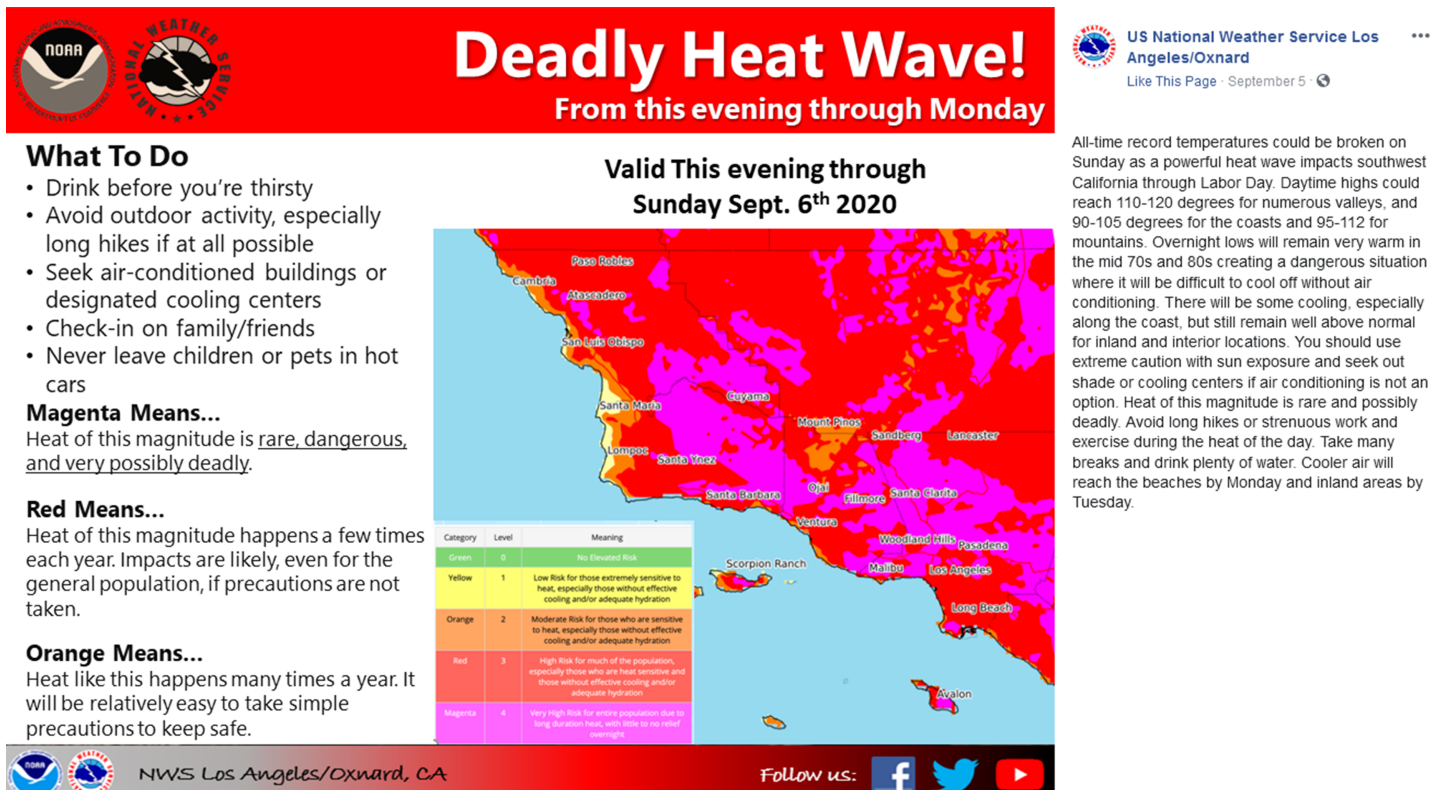 NOAA
NATIONAL WEATHER SERVICE
Deadly Heat Wave!
From this evening through Monday
What To Do
• Drink before you're thirsty
• Avoid outdoor activity, especially
long hikes if at all possible
• Seek air-conditioned buildings or
designated cooling centers
• Check-in on family/friends
• Never leave children or pets in hot
cars
Magenta Means...
Heat of this magnitude is rare, dangerous,
and very possibly deadly.
Red Means...
Heat of this magnitude happens a few times
each year. Impacts are likely, even for the
general population, if precautions are not
taken.
Orange Means...
Heat like this happens many times a year. It
will be relatively easy to take simple
precautions to keep safe.
Valid This evening through
Sunday Sept. 6th 2020
Paso Robles
Cambria
Atascadero
San Luis Obispo
Santa Maria
Cuyama
Mount Pinos
Sandberg
Lancaster
Lompoc
Santa Ynez
Santa Barbara
Ojai
Fillmore
Santa Clarita
Ventura
Woodland Hills
Pasadena
Scorpion Ranch
Malibu
Los Angeles
Long Beach
Avalon
Category Level Meaning
Green 0 No Elevated Risk
Yellow 1 Low Risk for those extremely sensitive to
heat, especially those without effective
cooling and/or adequate hydration
Orange 2 Moderate Risk for those who are sensitive
to heat, especially those without effective
cooling and/or adequate hydration
Red 3 High Risk for much of the population,
especially those who are heat sensitive and
those without effective cooling and/or
adequate hydration
Magenta 4 Very High Risk for entire population due to
long duration heat, with little to no relief
overnight
NOAA
NWS Los Angeles/Oxnard, CA
Follow us:
US National Weather Service Los
Angeles/Oxnard
Like This Page · September 5 ·
All-time record temperatures could be broken on
Sunday as a powerful heat wave impacts southwest
California through Labor Day. Daytime highs could
reach 110-120 degrees for numerous valleys, and
90-105 degrees for the coasts and 95-112 for
mountains. Overnight lows will remain very warm in
the mid 70s and 80s creating a dangerous situation
where it will be difficult to cool off without air
conditioning. There will be some cooling, especially
along the coast, but still remain well above normal
for inland and interior locations. You should use
extreme caution with sun exposure and seek out
shade or cooling centers if air conditioning is not an
option. Heat of this magnitude is rare and possibly
deadly. Avoid long hikes or strenuous work and
exercise during the heat of the day. Take many
breaks and drink plenty of water. Cooler air will
reach the beaches by Monday and inland areas by
Tuesday.